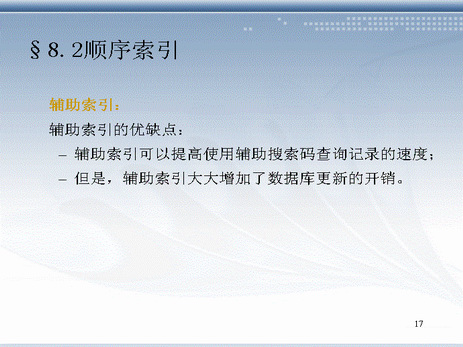 §8.2顺序索引
辅助索引：
辅助索引的优缺点：
– 辅助索引可以提高使用辅助搜索码查询记录的速度；
– 但是，辅助索引大大增加了数据库更新的开销。
17